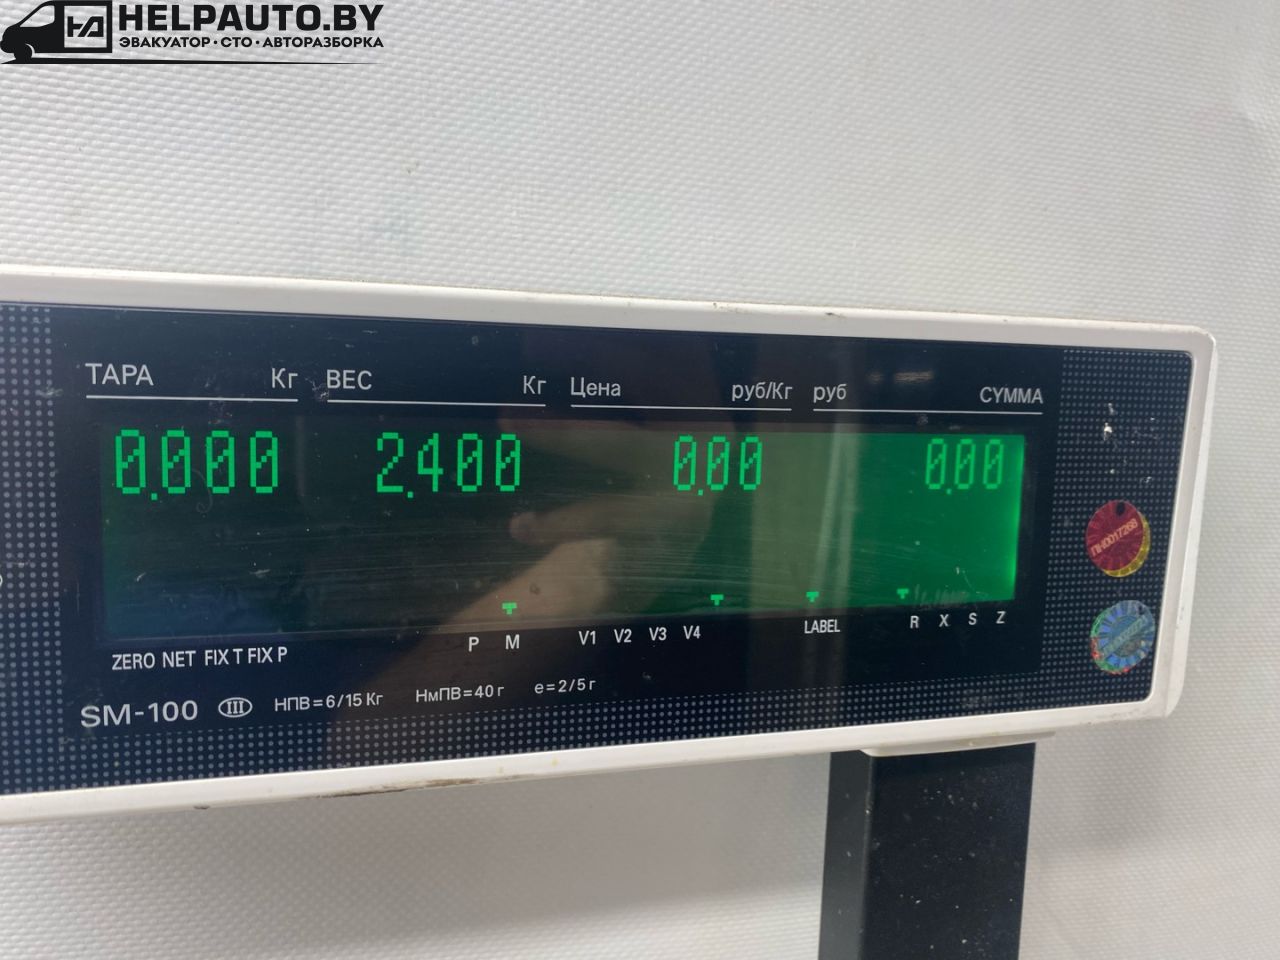 HELPAUTO.BY
ЭВАКУАТОР · СТО · АВТОРАЗБОРКА
ТАРА Кг ВЕС Кг Цена руб/Кг руб СУММА
0.000 2.400 0.00 0.00
ПН0017268
P M V1 V2 V3 V4 LABEL R X S Z
ZERO NET FIX T FIX P
SM-100 III НПВ=6/15 Кг НмПВ=40 г e=2/5 г